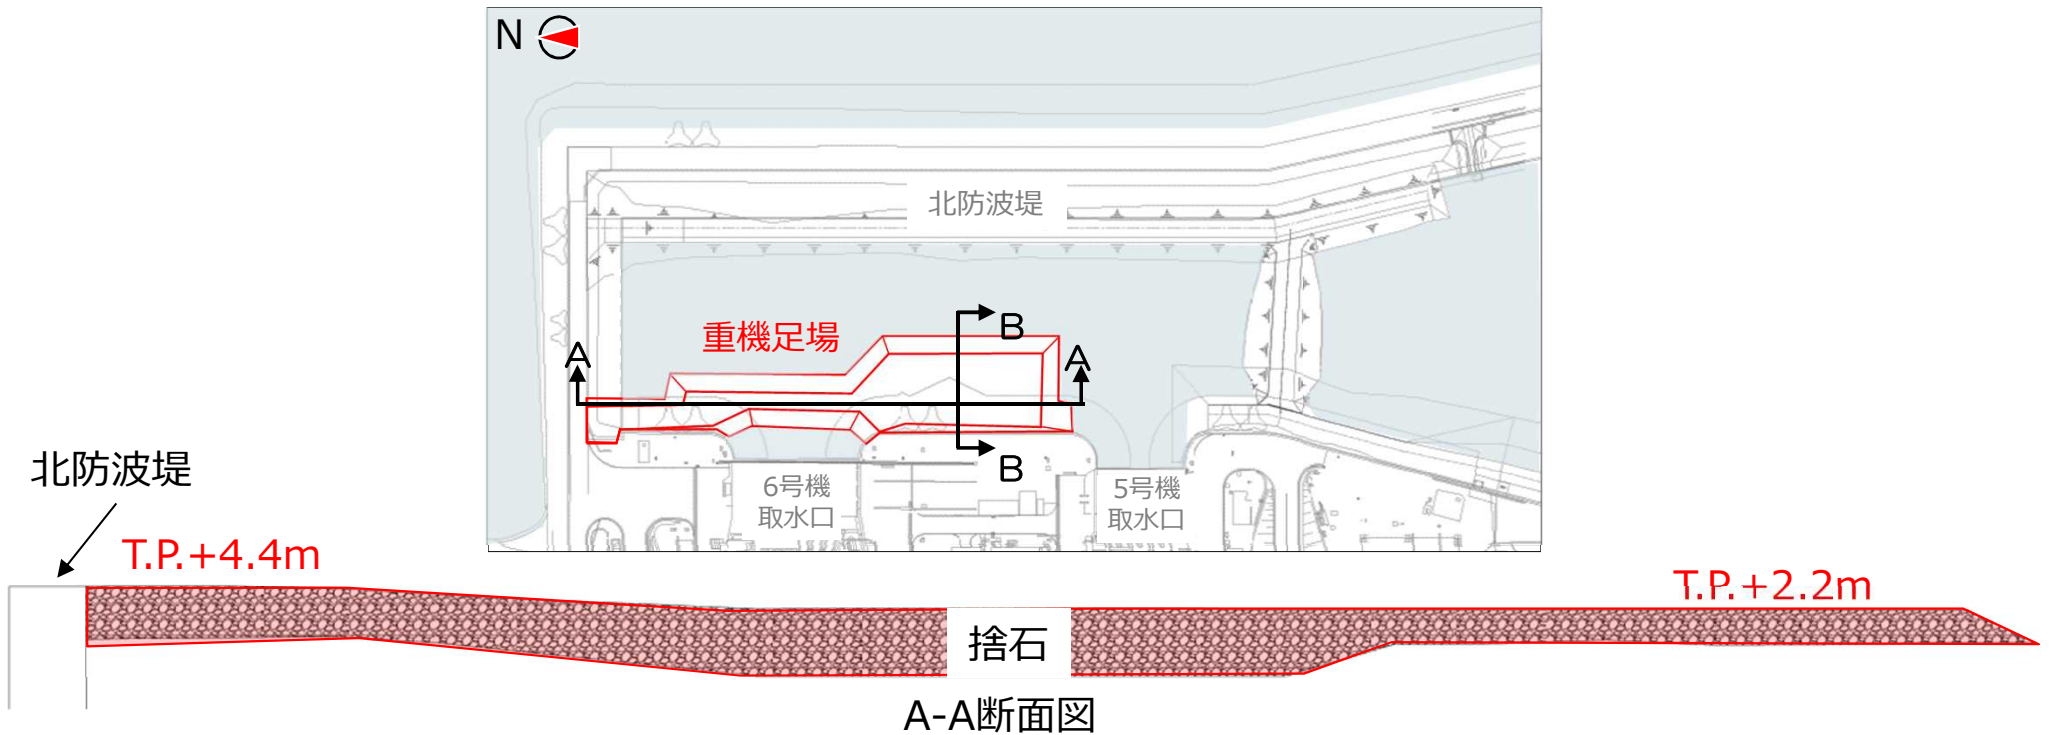 N
北防波堤
重機足場
B
A
A
B
6号機
取水口
5号機
取水口
北防波堤
T.P.+4.4m
T.P.+2.2m
捨石
A-A断面図